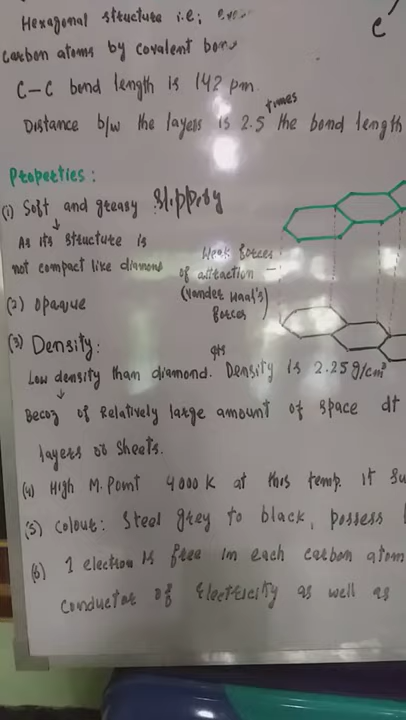 Hexagonal structure i.e; every
carbon atoms by covalent bon
e
C-C bond length is 142 pm.
times
Distance b/w the layers is 2.5 the bond length
Properties:
(1) Soft and greasy Slippery
As its structure is
not compact like diamond
Weak forces
of attraction -
(Vander Waal's)
forces
(2) Opaque
(3) Density:
its
Low density than diamond. Density is 2.25 g/cm³
Becoz of Relatively large amount of space dt
layers or sheets.
(4) High M.Point 4000 K at this temp. it su
(5) Colour: Steel grey to black, possess
(6) 1 electron is free in each carbon atom
conductor of Electricity as well as